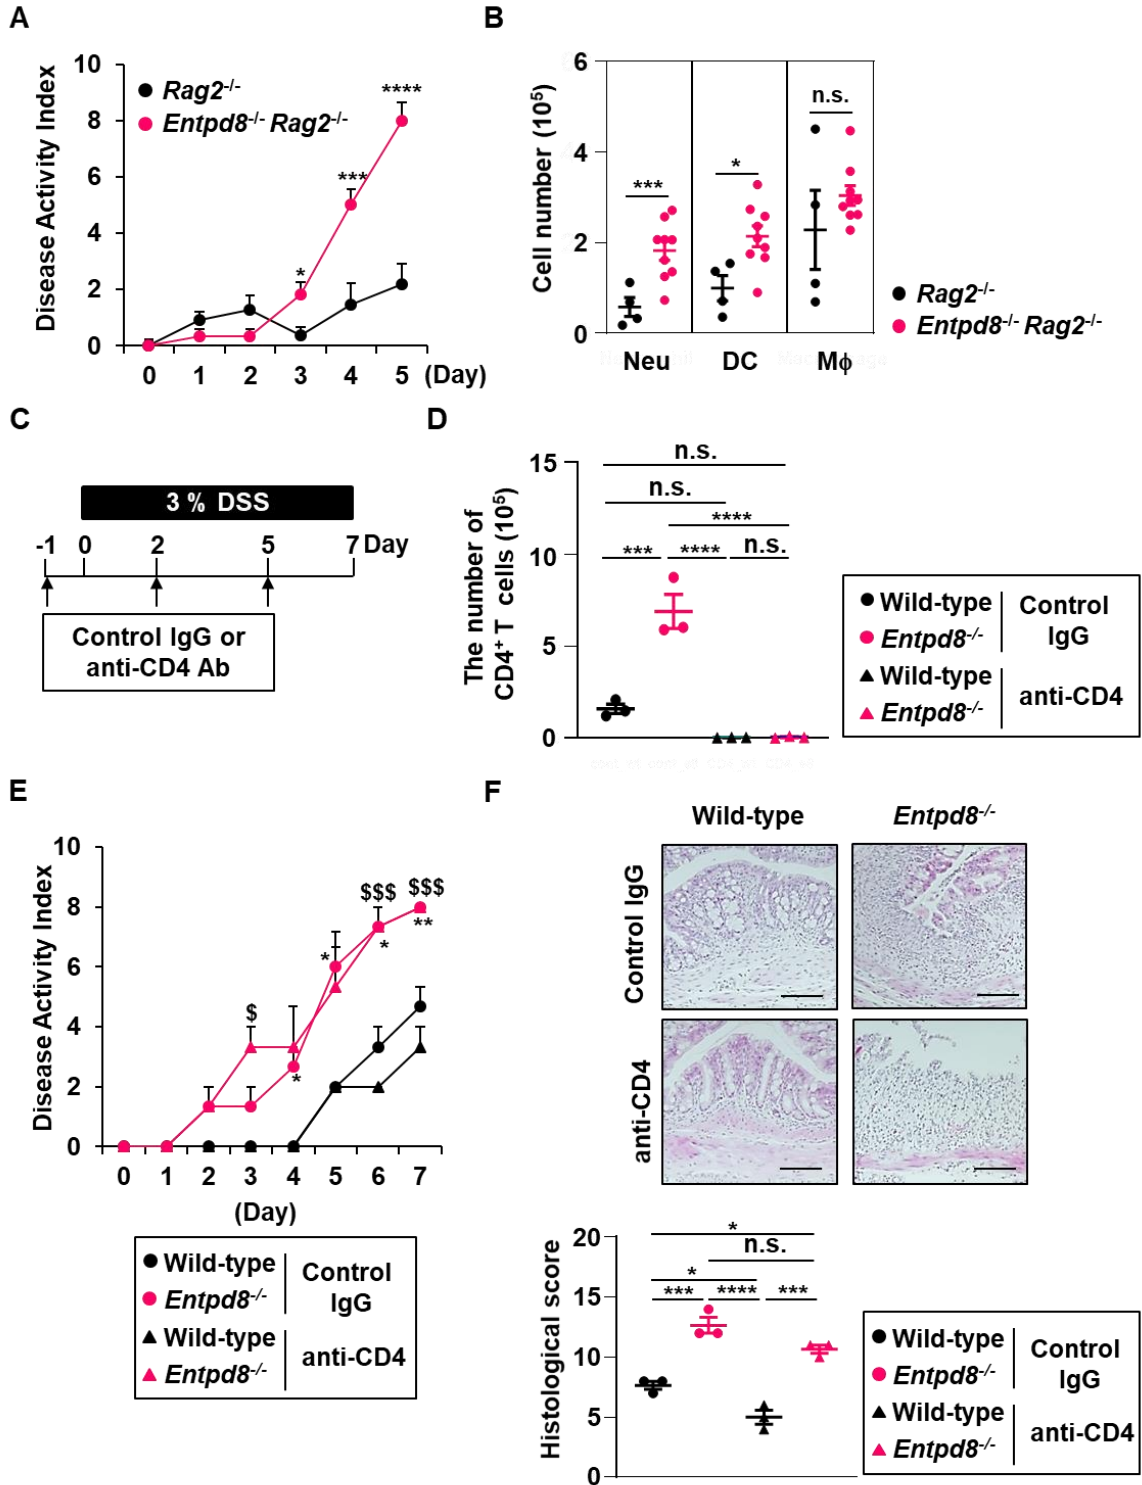 A
10
8
6
4
2
0
Disease Activity Index
Rag2-/-
Entpd8-/- Rag2-/-
*
***
****
0 1 2 3 4 5 (Day)
B
6
4
2
0
Cell number (10⁵)
***
*
n.s.
Neu DC Mϕ
Rag2-/-
Entpd8-/- Rag2-/-
C
3 % DSS
-1 0 2 5 7 Day
Control IgG or
anti-CD4 Ab
D
15
10
5
0
The number of
CD4⁺ T cells (10⁵)
n.s.
n.s.
****
*** **** n.s.
Wild-type
Entpd8-/-
Control
IgG
Wild-type
Entpd8-/-
anti-CD4
E
10
8
6
4
2
0
Disease Activity Index
$
*
*
$$$
*
$$$
**
0 1 2 3 4 5 6 7
(Day)
Wild-type
Entpd8-/-
Control
IgG
Wild-type
Entpd8-/-
anti-CD4
F
Wild-type Entpd8-/-
Control IgG
anti-CD4
20
15
10
5
0
Histological score
*
n.s.
*
*** **** ***
Wild-type
Entpd8-/-
Control
IgG
Wild-type
Entpd8-/-
anti-CD4